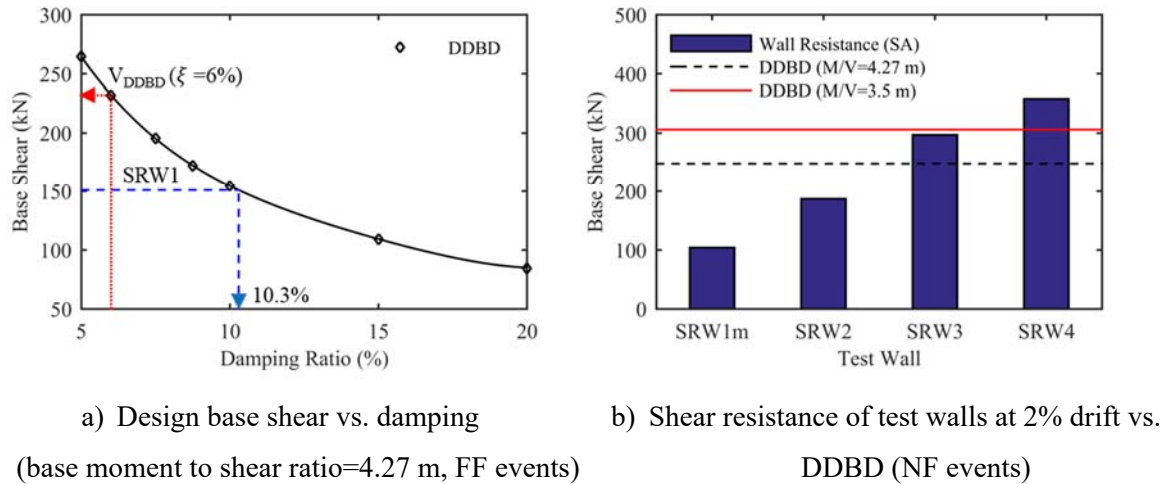 300
250
200
150
100
50
Base Shear (kN)
DDBD
V_DDBD (ξ =6%)
SRW1
10.3%
5 10 15 20
Damping Ratio (%)
a) Design base shear vs. damping
(base moment to shear ratio=4.27 m, FF events)
500
400
300
200
100
0
Base Shear (kN)
Wall Resistance (SA)
DDBD (M/V=4.27 m)
DDBD (M/V=3.5 m)
SRW1m SRW2 SRW3 SRW4
Test Wall
b) Shear resistance of test walls at 2% drift vs.
DDBD (NF events)